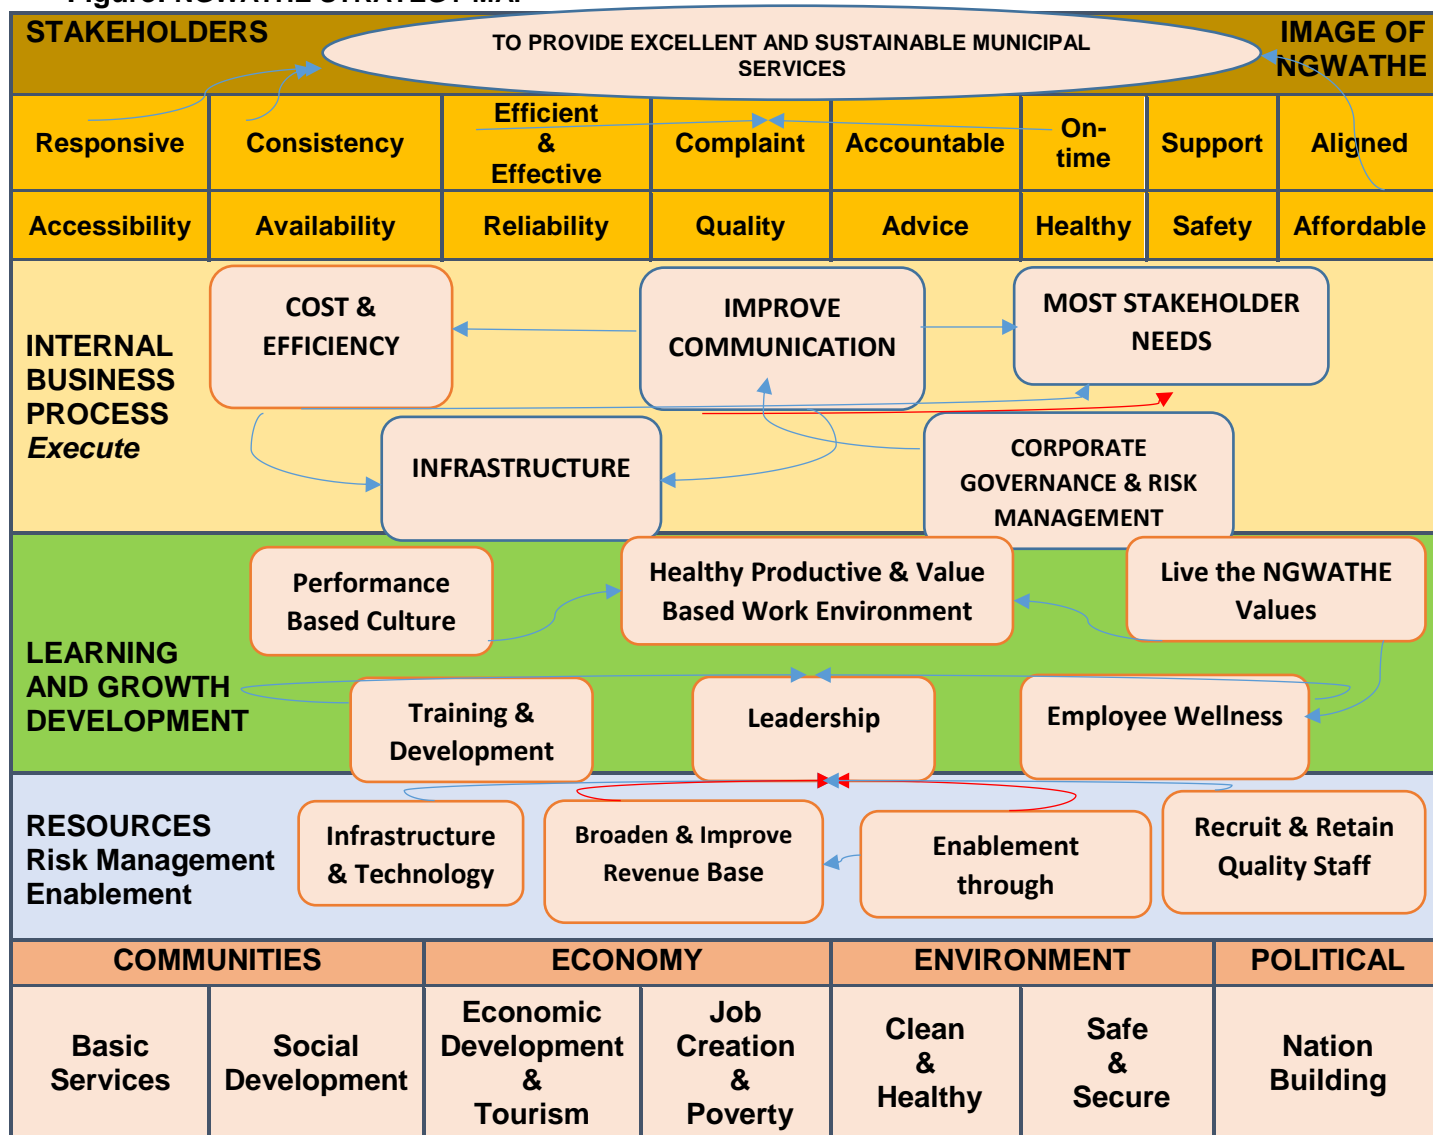 Figure: NGWATHE STRATEGY MAP
STAKEHOLDERS
TO PROVIDE EXCELLENT AND SUSTAINABLE MUNICIPAL
SERVICES
IMAGE OF
NGWATHE
Responsive
Consistency
Efficient
&
Effective
Complaint
Accountable
On-
time
Support
Aligned
Accessibility
Availability
Reliability
Quality
Advice
Healthy
Safety
Affordable
INTERNAL
BUSINESS
PROCESS
Execute
COST &
EFFICIENCY
IMPROVE
COMMUNICATION
MOST STAKEHOLDER
NEEDS
INFRASTRUCTURE
CORPORATE
GOVERNANCE & RISK
MANAGEMENT
LEARNING
AND GROWTH
DEVELOPMENT
Performance
Based Culture
Healthy Productive & Value
Based Work Environment
Live the NGWATHE
Values
Training &
Development
Leadership
Employee Wellness
RESOURCES
Risk Management
Enablement
Infrastructure
& Technology
Broaden & Improve
Revenue Base
Enablement
through
Recruit & Retain
Quality Staff
COMMUNITIES
ECONOMY
ENVIRONMENT
POLITICAL
Basic
Services
Social
Development
Economic
Development
&
Tourism
Job
Creation
&
Poverty
Clean
&
Healthy
Safe
&
Secure
Nation
Building